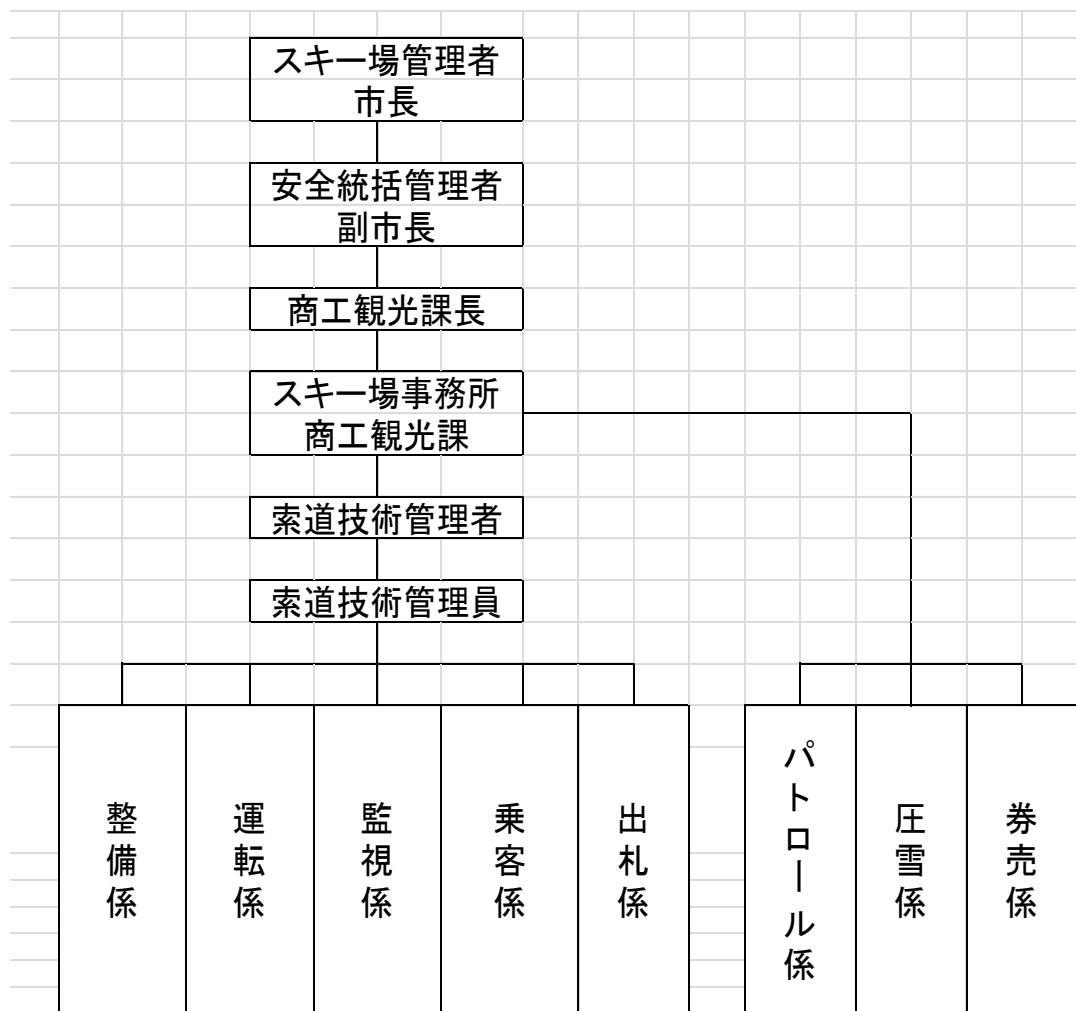 スキー場管理者
市長
安全統括管理者
副市長
商工観光課長
スキー場事務所
商工観光課
索道技術管理者
索道技術管理員
整備係
運転係
監視係
乗客係
出札係
パトロール係
圧雪係
券売係